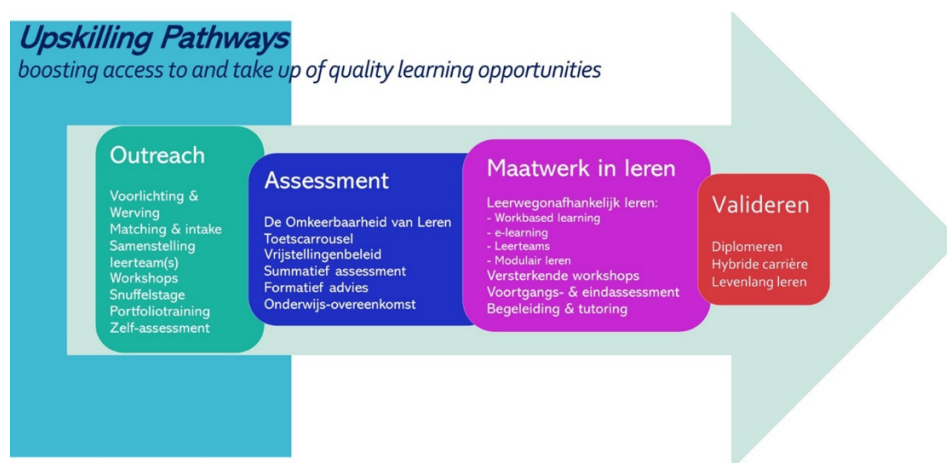 Upskilling Pathways
boosting access to and take up of quality learning opportunities
Outreach
Voorlichting &
Werving
Matching & intake
Samenstelling
leerteam(s)
Workshops
Snuffelstage
Portfoliotraining
Zelf-assessment
Assessment
De Omkeerbaarheid van Leren
Toetscarrousel
Vrijstellingenbeleid
Summatief assessment
Formatief advies
Onderwijs-overeenkomst
Maatwerk in leren
Leerwegonafhankelijk leren:
- Workbased learning
- e-learning
- Leerteams
- Modulair leren
Versterkende workshops
Voortgangs- & eindassessment
Begeleiding & tutoring
Valideren
Diplomeren
Hybride carrière
Levenlang leren